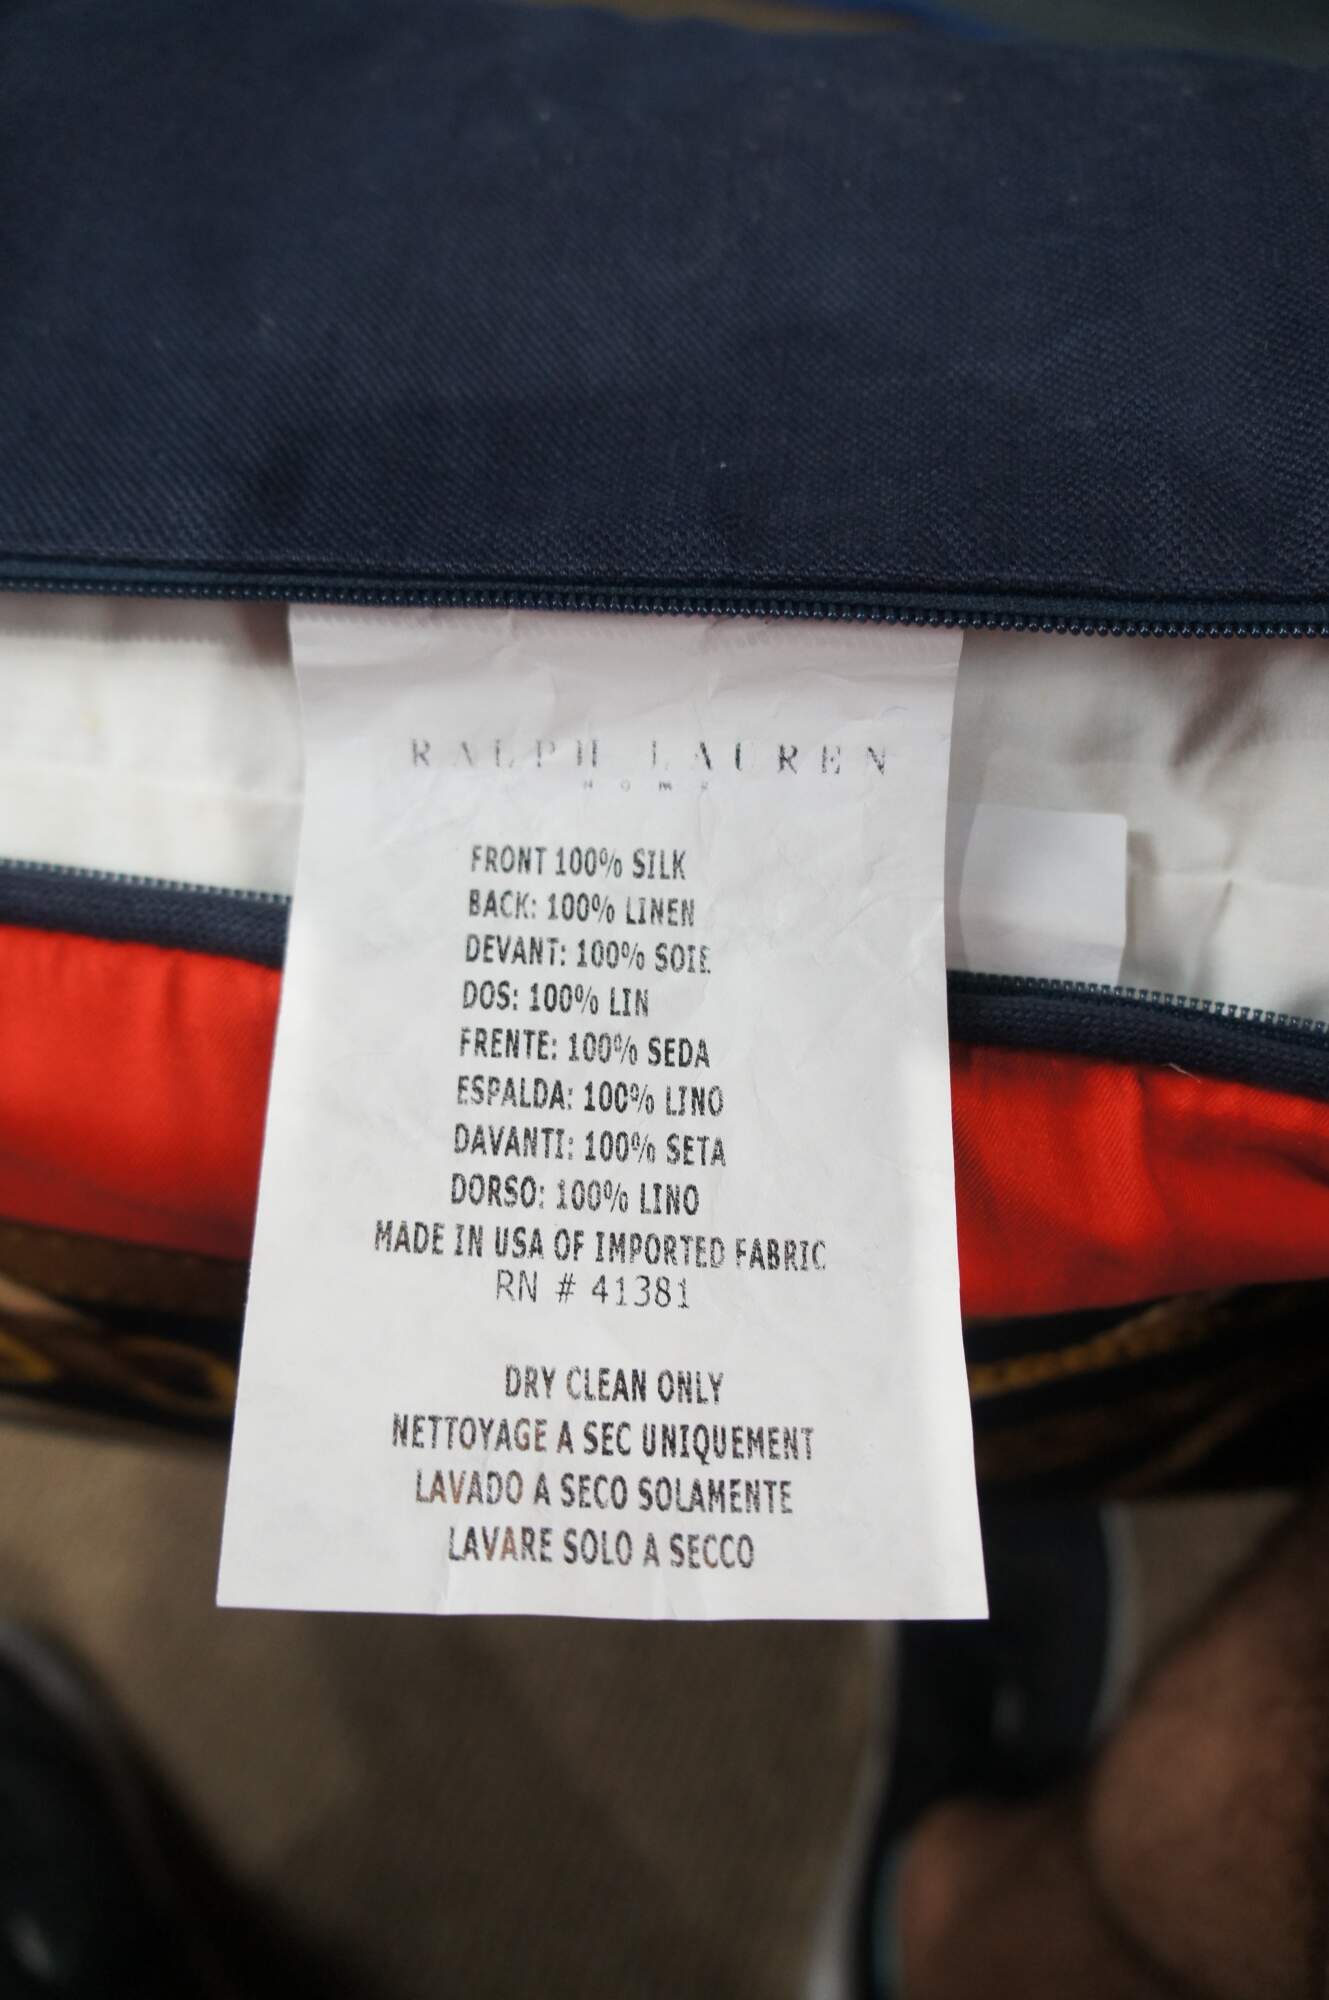 RALPH LAUREN
HOME
FRONT 100% SILK
BACK: 100% LINEN
DEVANT: 100% SOIE
DOS: 100% LIN
FRENTE: 100% SEDA
ESPALDA: 100% LINO
DAVANTI: 100% SETA
DORSO: 100% LINO
MADE IN USA OF IMPORTED FABRIC
RN # 41381
DRY CLEAN ONLY
NETTOYAGE A SEC UNIQUEMENT
LAVADO A SECO SOLAMENTE
LAVARE SOLO A SECCO